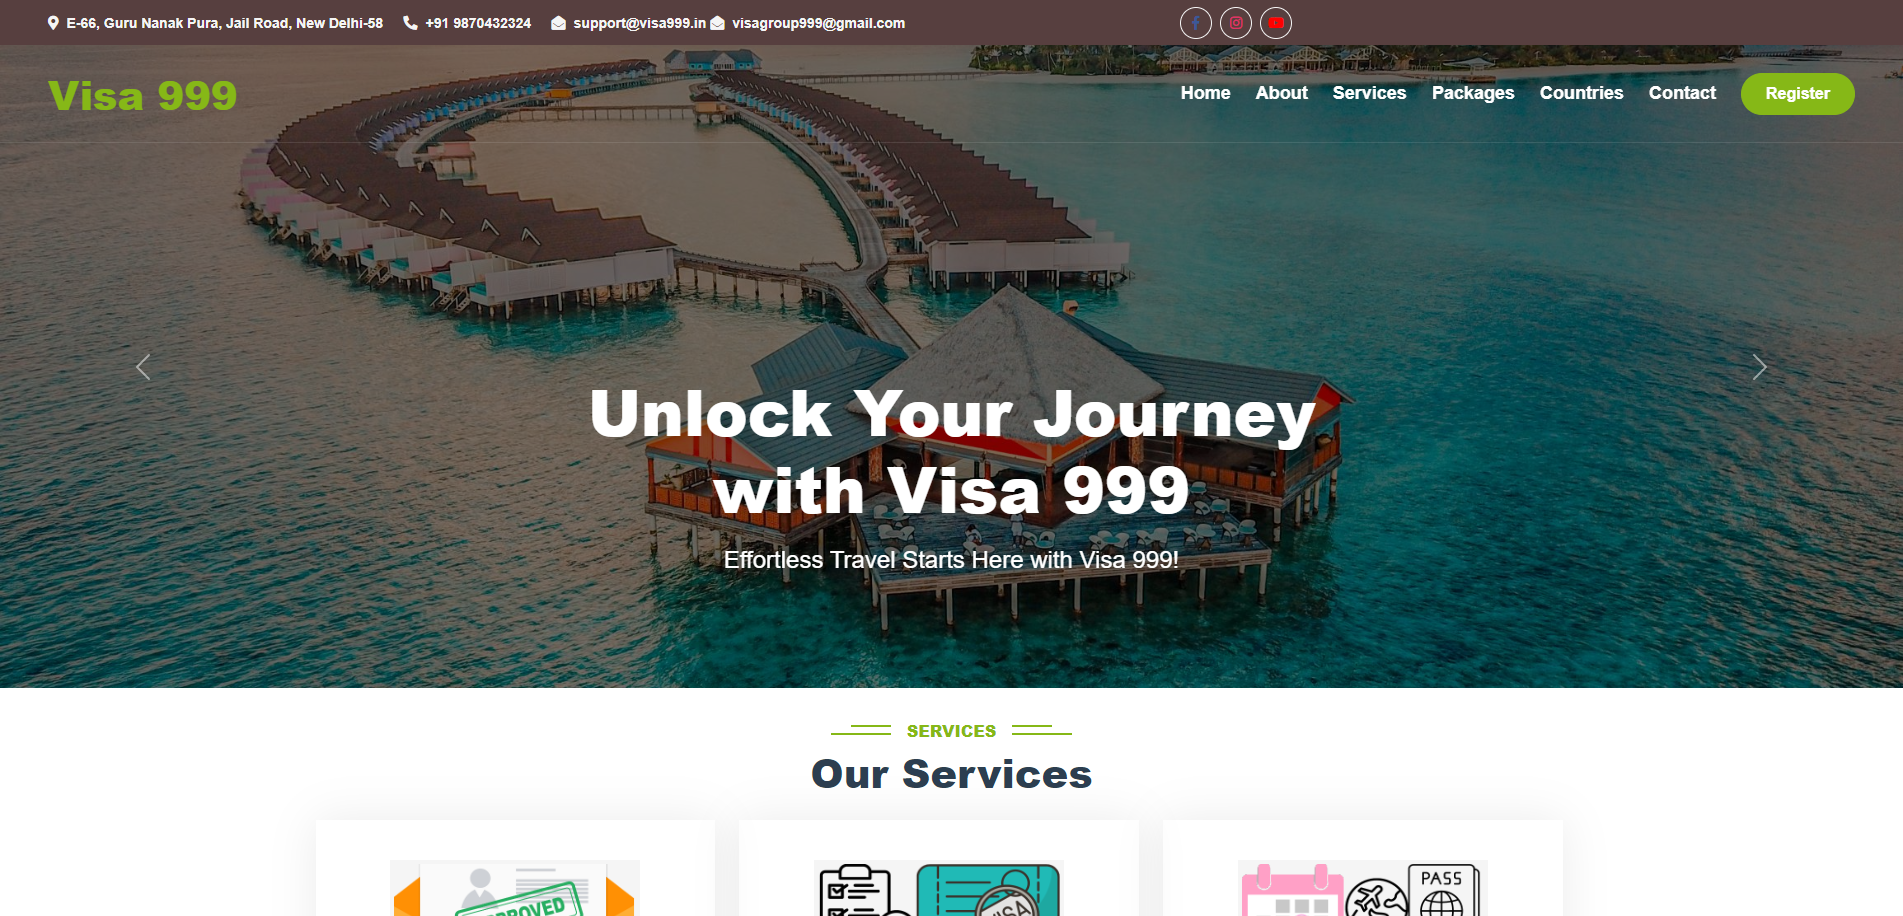 E-66, Guru Nanak Pura, Jail Road, New Delhi-58 +91 9870432324 support@visa999.in visagroup999@gmail.com
Visa 999
Home About Services Packages Countries Contact Register
Unlock Your Journey
with Visa 999
Effortless Travel Starts Here with Visa 999!
SERVICES
Our Services
VISA
PASS